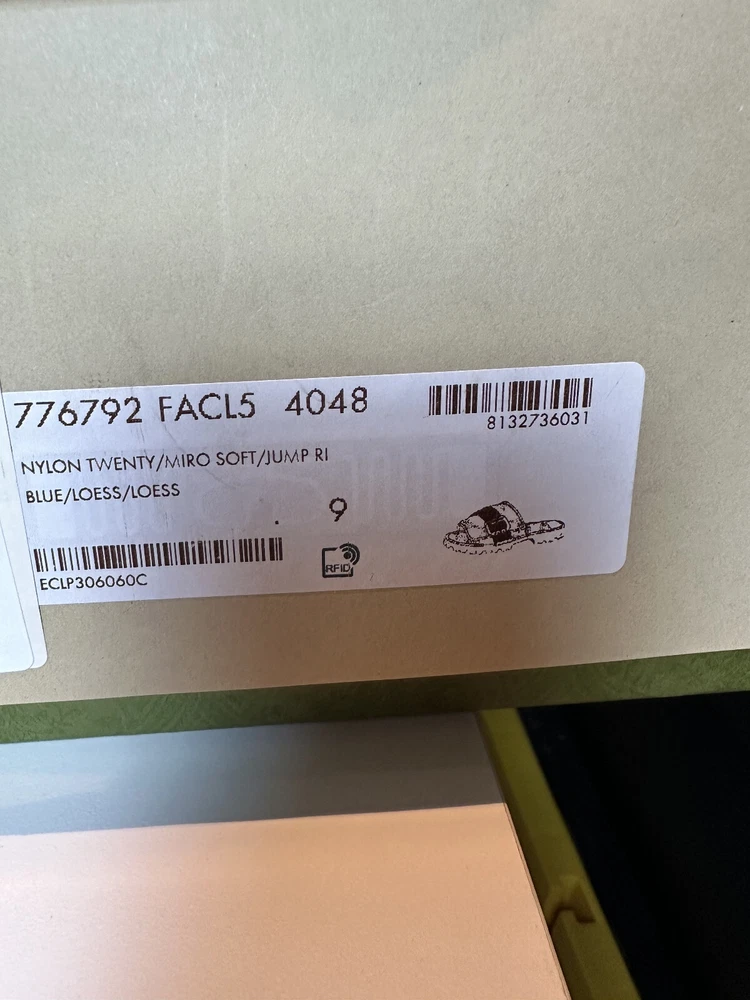 776792 FACL5 4048
8132736031
NYLON TWENTY/MIRO SOFT/JUMP RI
BLUE/LOESS/LOESS
. 9
ECLP306060C
RFID